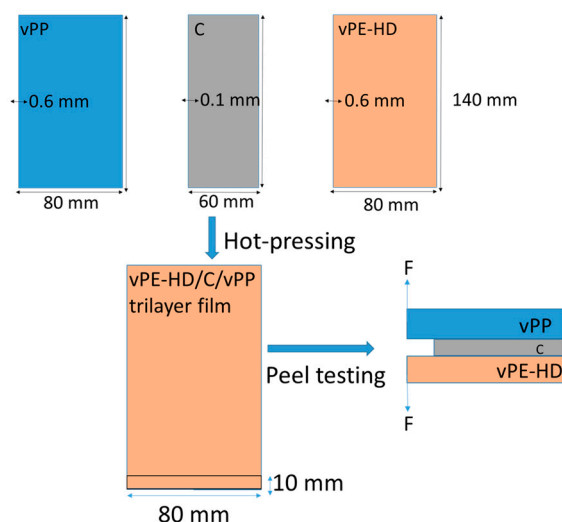 vPP
C
vPE-HD
0.6 mm
0.1 mm
0.6 mm
140 mm
80 mm
60 mm
80 mm
Hot-pressing
vPE-HD/C/vPP
trilayer film
Peel testing
F
vPP
C
vPE-HD
F
10 mm
80 mm